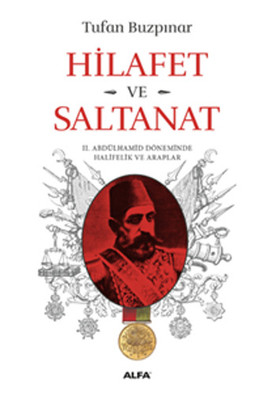 Tufan Buzpınar
HİLAFET
VE
SALTANAT
II. ABDÜLHAMİD DÖNEMİNDE
HALİFELİK VE ARAPLAR
ALFA